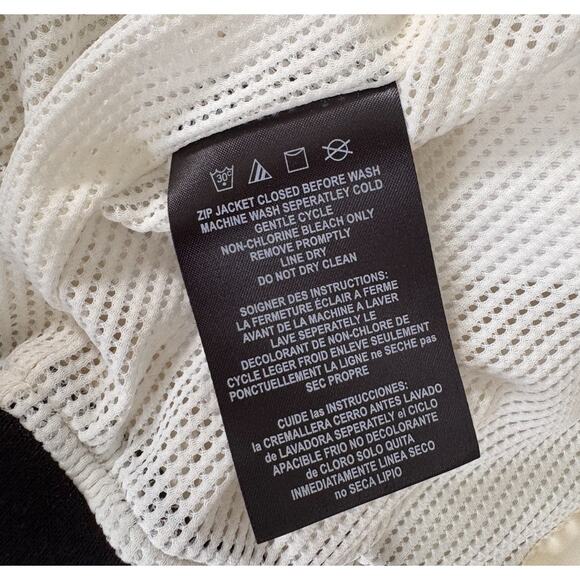 30°C
ZIP JACKET CLOSED BEFORE WASH
MACHINE WASH SEPERATLEY COLD
GENTLE CYCLE
NON-CHLORINE BLEACH ONLY
REMOVE PROMPTLY
LINE DRY
DO NOT DRY CLEAN
SOIGNER DES INSTRUCTIONS:
LA FERMETURE ÉCLAIR A FERME
AVANT DE LA MACHINE A LAVER
LAVE SEPERATELY LE
DECOLORANT DE NON-CHLORE DE
CYCLE LEGER FROID ENLEVE SEULEMENT
PONCTUELLEMENT LA LIGNE no SECHE pas
SEC PROPRE
CUIDE las INSTRUCCIONES:
la CREMALLERA CERRO ANTES LAVADO
de LAVADORA SEPERATELY el CICLO
APACIBLE FRIO NO DECOLORANTE
de CLORO SOLO QUITA
INMEDIATAMENTE LINEA SECO
no SECA LIPIO